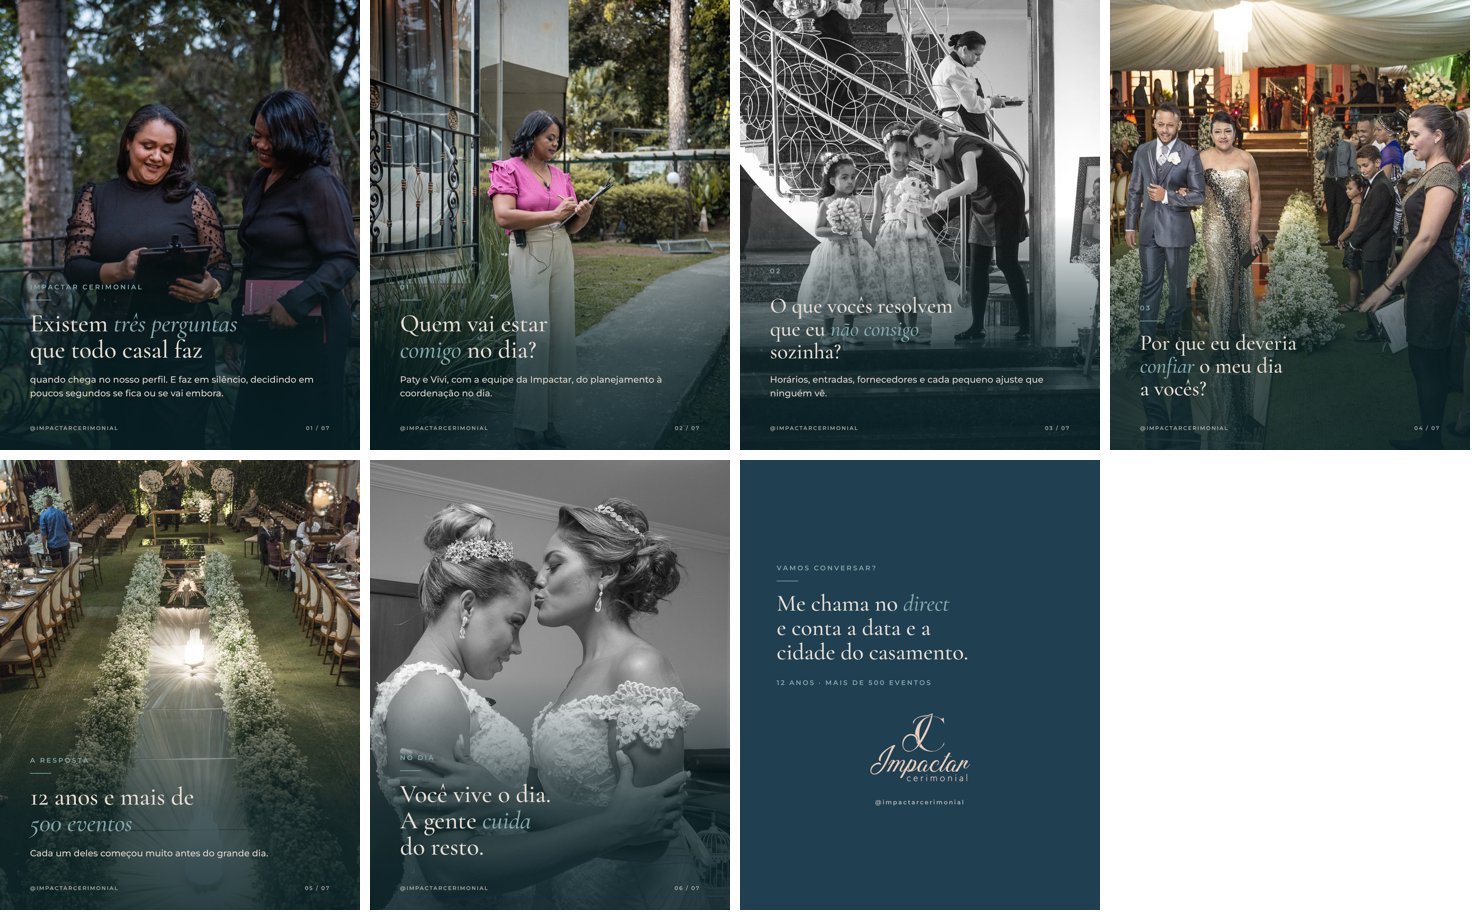 IMPACTAR CERIMONIAL
Existem três perguntas
que todo casal faz
quando chega no nosso perfil. E faz em silêncio, decidindo em
poucos segundos se fica ou se vai embora.
@IMPACTARCERIMONIAL
01 / 07
01
Quem vai estar
comigo no dia?
Paty e Vivi, com a equipe da Impactar, do planejamento à
coordenação no dia.
@IMPACTARCERIMONIAL
02 / 07
02
O que vocês resolvem
que eu não consigo
sozinha?
Horários, entradas, fornecedores e cada pequeno ajuste que
ninguém vê.
@IMPACTARCERIMONIAL
03 / 07
03
Por que eu deveria
confiar o meu dia
a vocês?
@IMPACTARCERIMONIAL
04 / 07
A RESPOSTA
12 anos e mais de
500 eventos
Cada um deles começou muito antes do grande dia.
@IMPACTARCERIMONIAL
05 / 07
NO DIA
Você vive o dia.
A gente cuida
do resto.
@IMPACTARCERIMONIAL
06 / 07
VAMOS CONVERSAR?
Me chama no direct
e conta a data e a
cidade do casamento.
12 ANOS · MAIS DE 500 EVENTOS
IC
Impactar
cerimonial
@impactarcerimonial